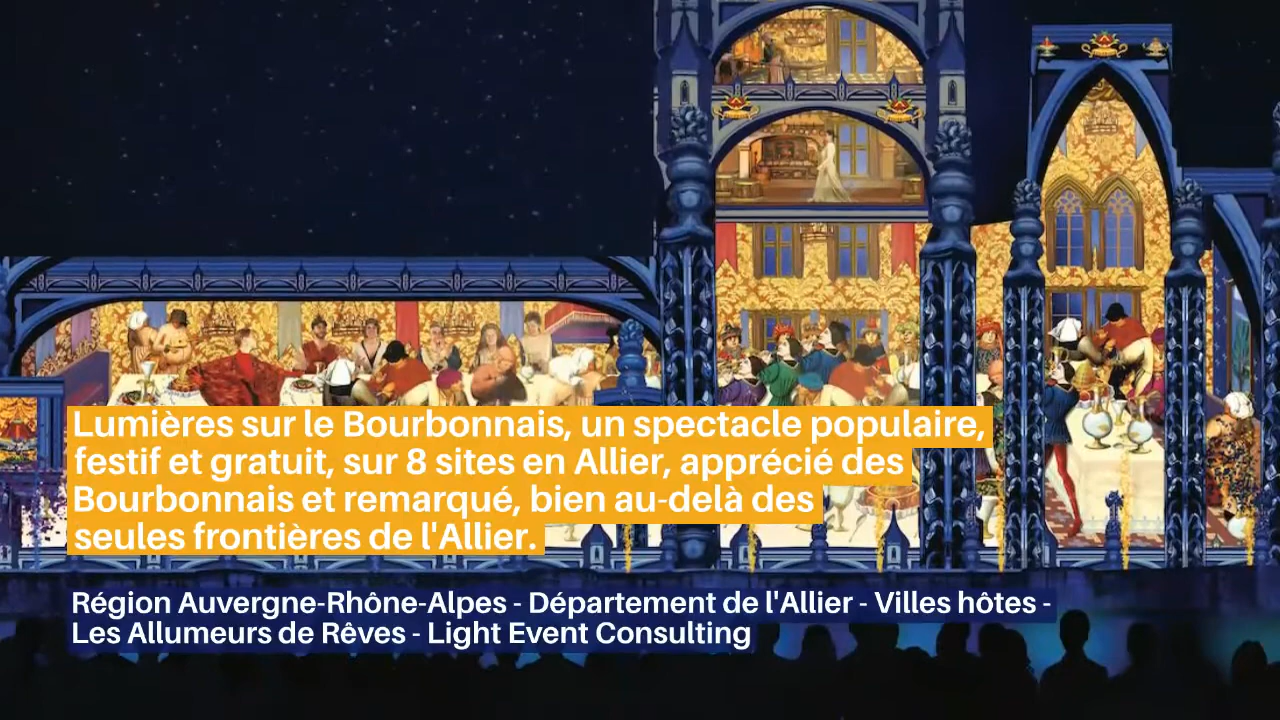 Lumières sur le Bourbonnais, un spectacle populaire,
festif et gratuit, sur 8 sites en Allier, apprécié des
Bourbonnais et remarqué, bien au-delà des
seules frontières de l'Allier.
Région Auvergne-Rhône-Alpes - Département de l'Allier - Villes hôtes -
Les Allumeurs de Rêves - Light Event Consulting